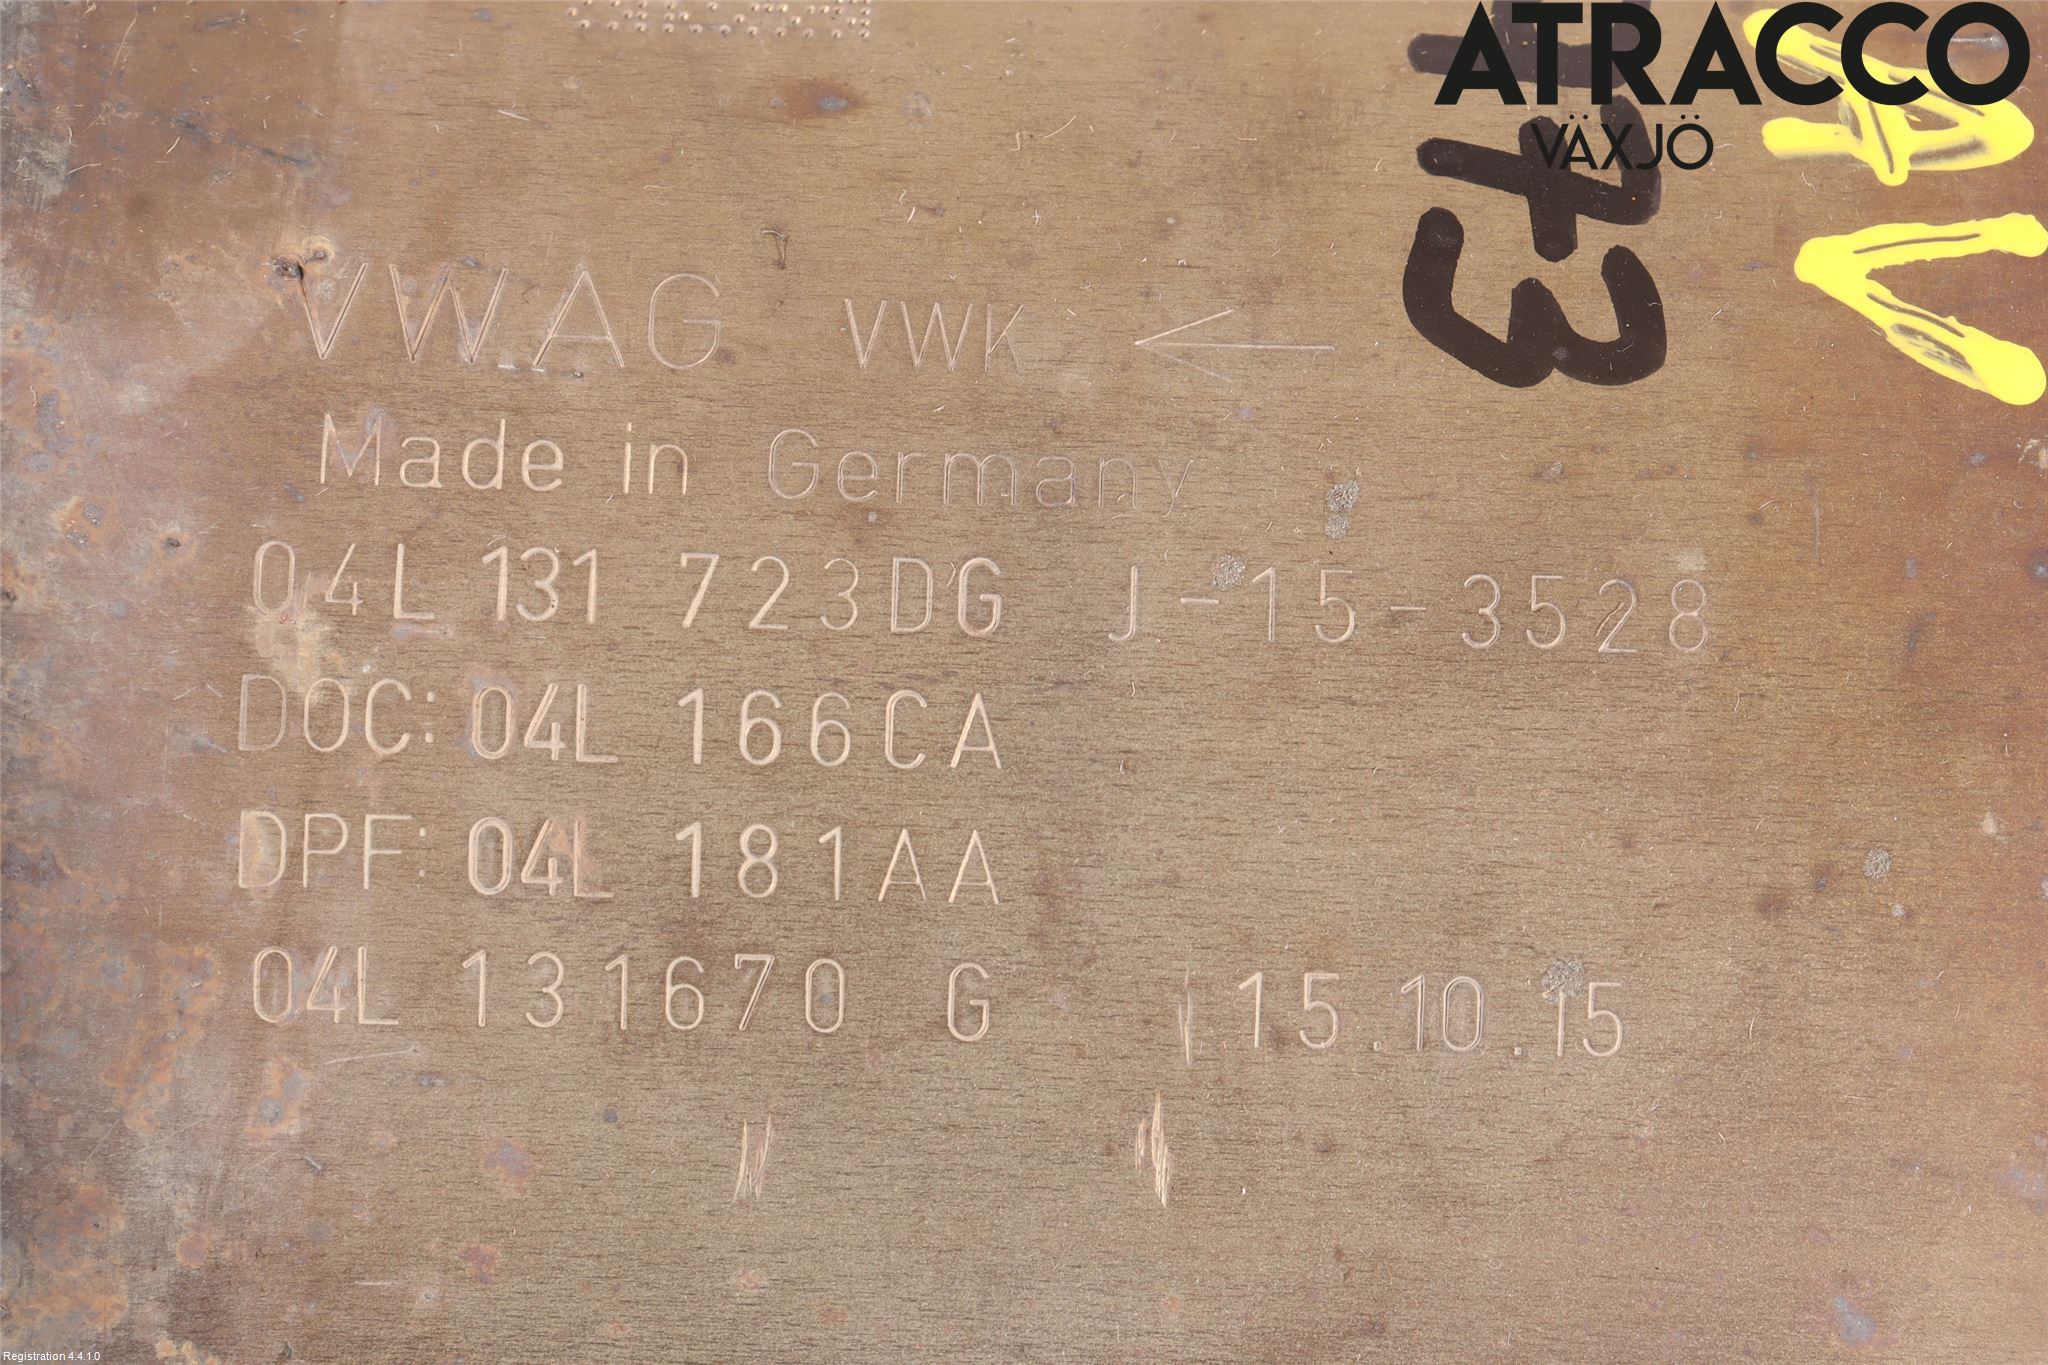 ATRACCO
VÄXJÖ
VWAG VWK ←
Made in Germany
04L 131 723DG J-15-3528
DOC: 04L 166CA
DPF: 04L 181AA
04L 131670 G 15.10.15
Registration 4.4.1.0